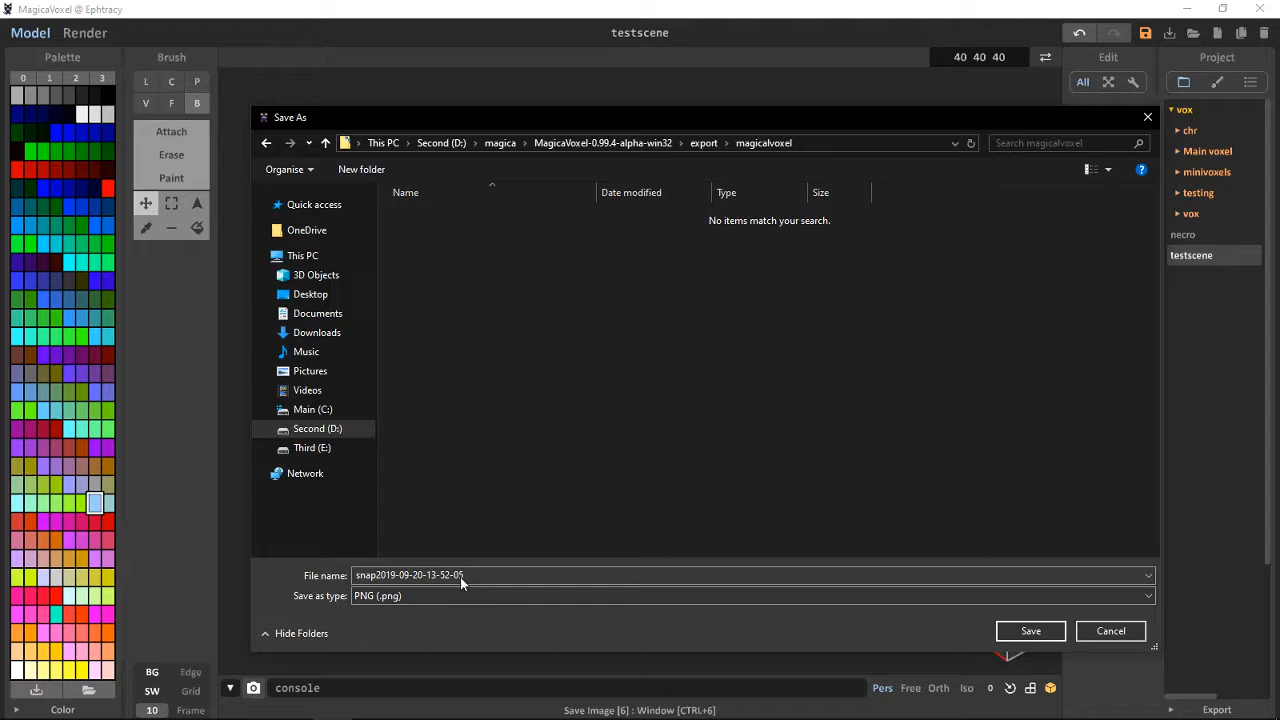 MagicaVoxel @ Ephtracy
Model Render testscene
Palette Brush 40 40 40 Edit Project
0 1 2 3 L C P All
V F B
vox
Attach chr
Erase Main voxel
Paint minivoxels
testing
vox
necro
testscene
Save As
This PC Second (D:) magica MagicaVoxel-0.99.4-alpha-win32 export magicalvoxel Search magicalvoxel
Organise New folder
Name Date modified Type Size
No items match your search.
Quick access
OneDrive
This PC
3D Objects
Desktop
Documents
Downloads
Music
Pictures
Videos
Main (C:)
Second (D:)
Third (E:)
Network
File name: snap2019-09-20-13-52-05
Save as type: PNG (.png)
Hide Folders Save Cancel
BG Edge
SW Grid console Pers Free Orth Iso 0
Color 10 Frame Save Image [6] : Window [CTRL+6] Export